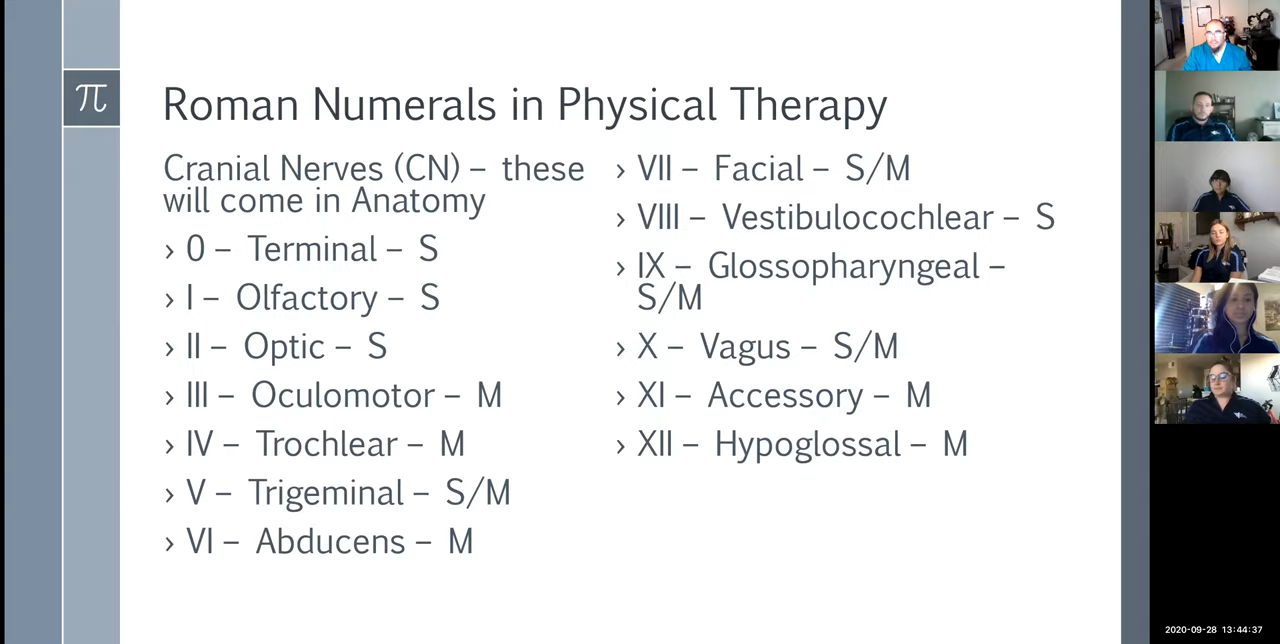 π
Roman Numerals in Physical Therapy
Cranial Nerves (CN) – these
will come in Anatomy
› 0 – Terminal – S
› I – Olfactory – S
› II – Optic – S
› III – Oculomotor – M
› IV – Trochlear – M
› V – Trigeminal – S/M
› VI – Abducens – M
› VII – Facial – S/M
› VIII – Vestibulocochlear – S
› IX – Glossopharyngeal –
S/M
› X – Vagus – S/M
› XI – Accessory – M
› XII – Hypoglossal – M
2020-09-28 13:44:37